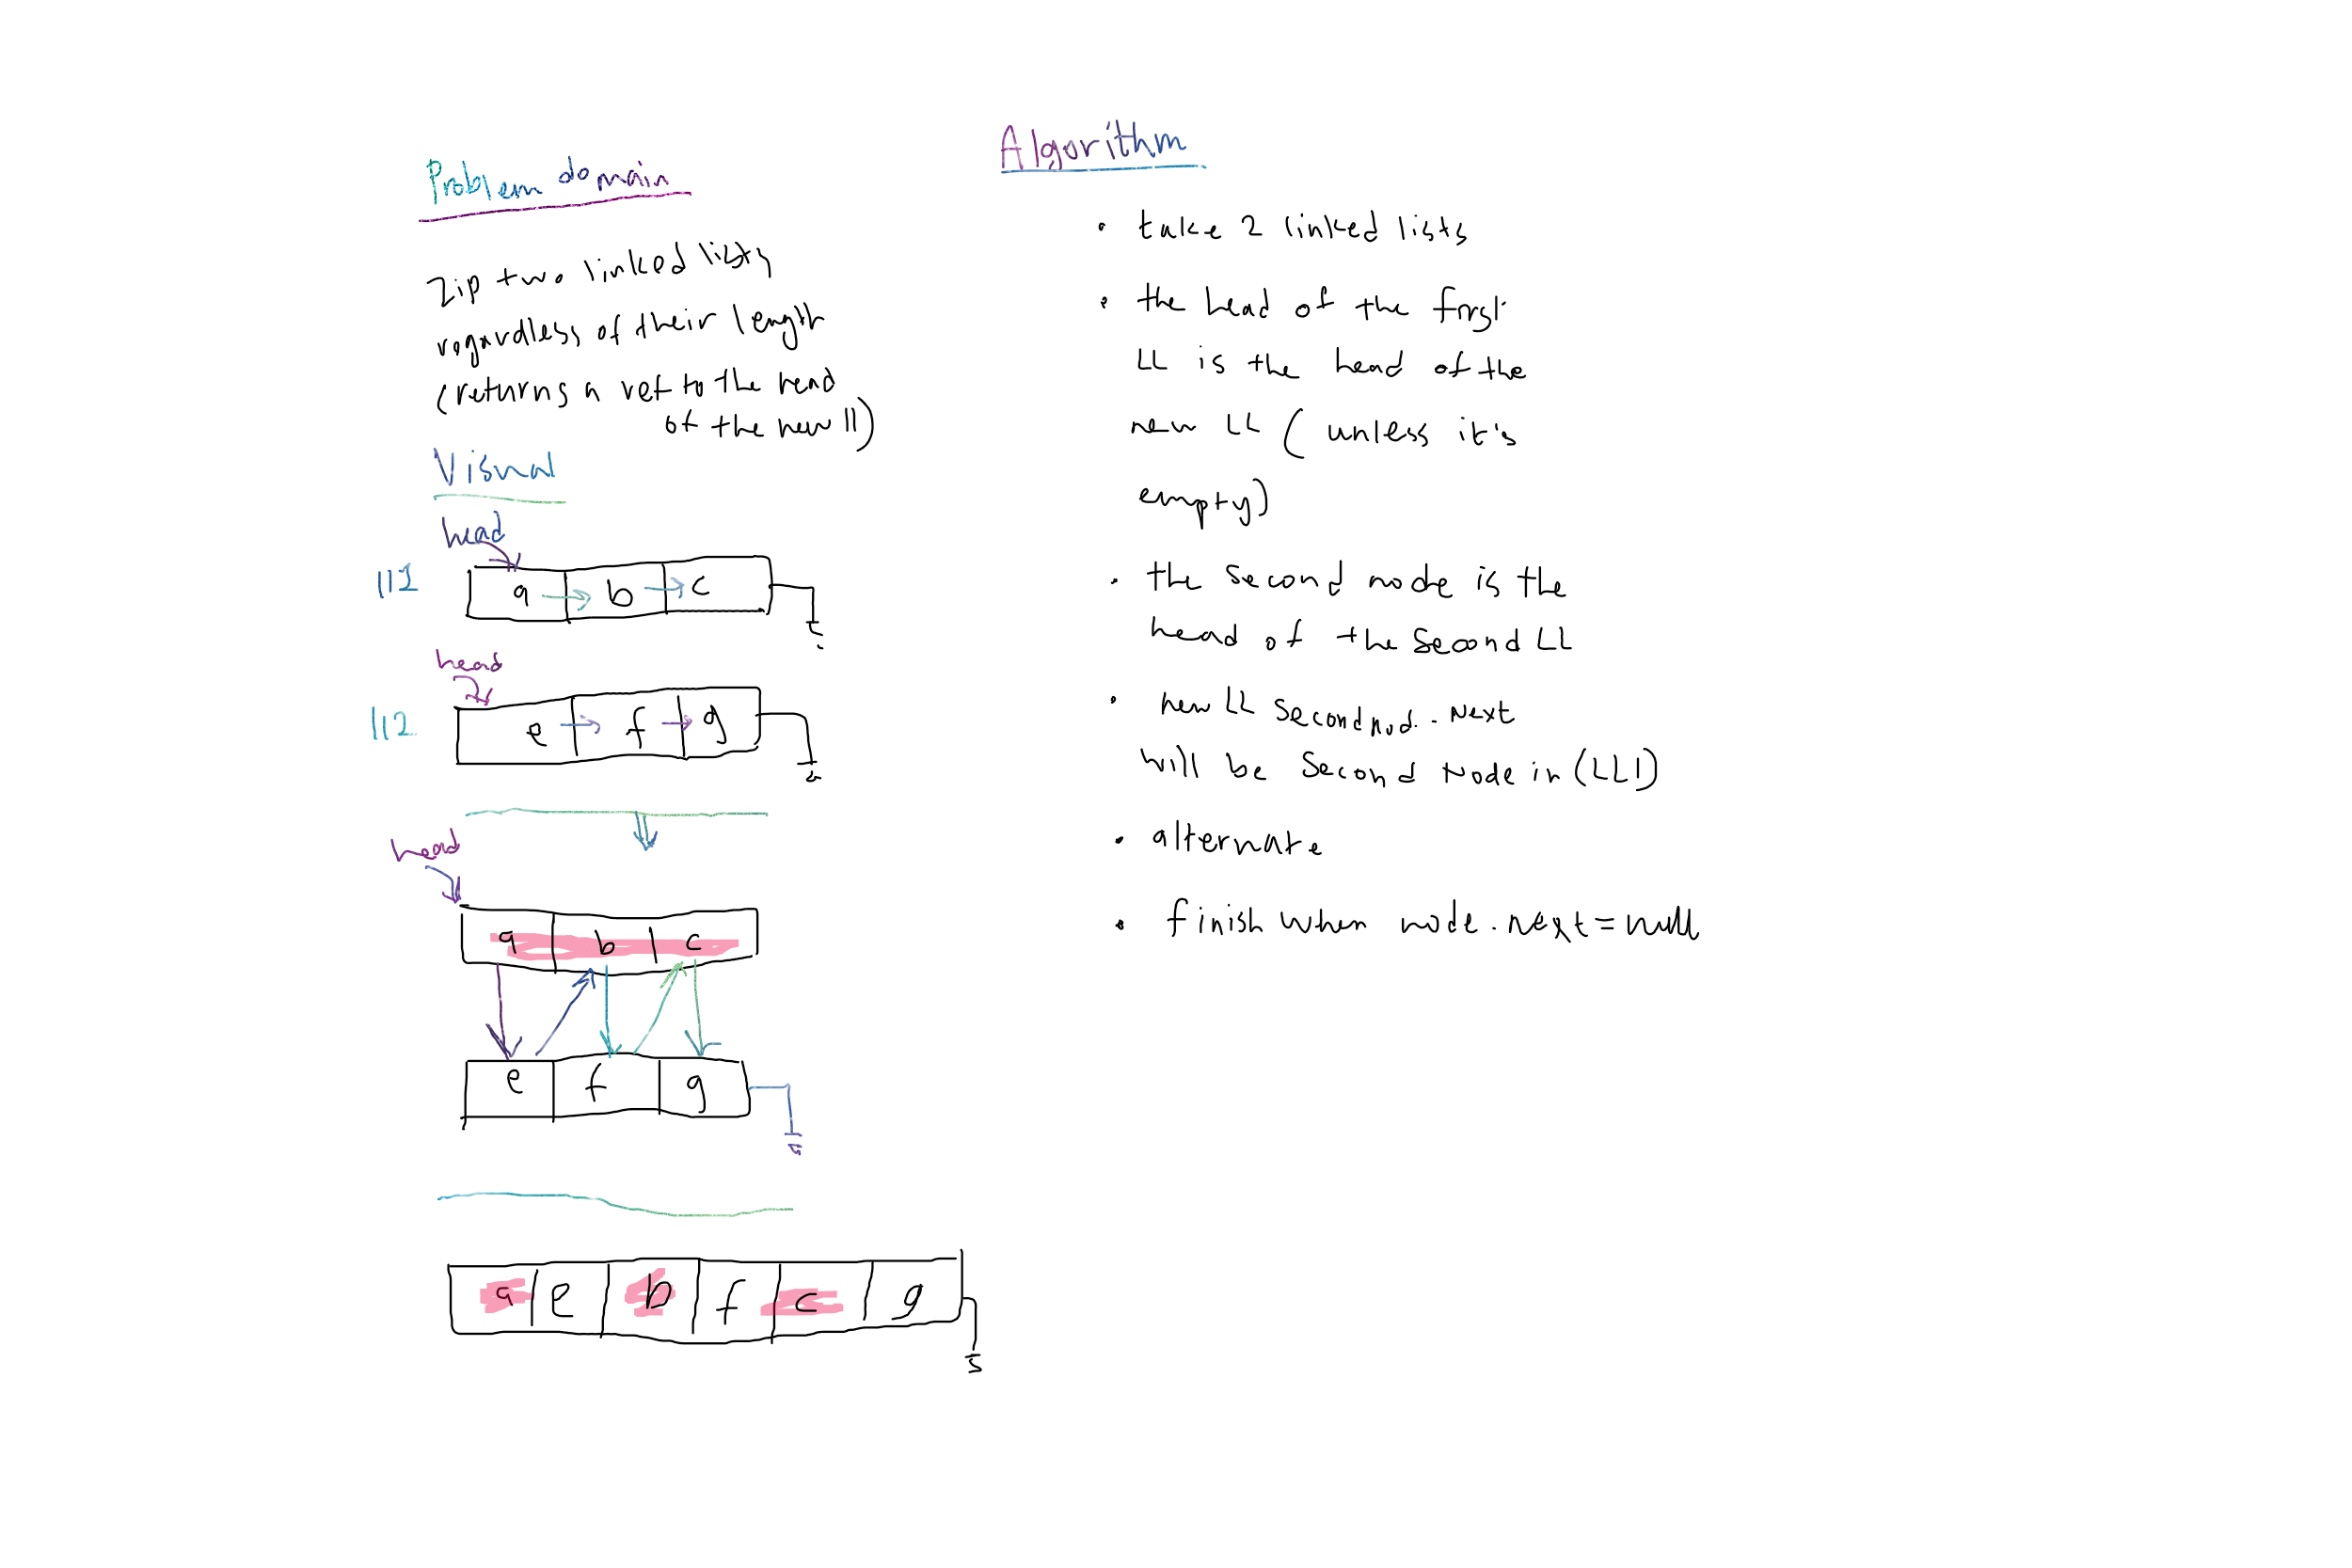 Problem domain
Zip two linked lists
regardless of their length
(returns a ref to the head
of the new ll)
Visual
head
ll1
a b c
head
ll2
e f g
head
a b c
e f g
a e b f c g
Algorithm
• take 2 linked lists
• the head of the first
LL is the head of the
new LL (unless it's
empty)
• the second node is the
head of the second LL
• new LL second nod. Next
will be second Node in (LL1)
• alternate
• finish when node.next = null